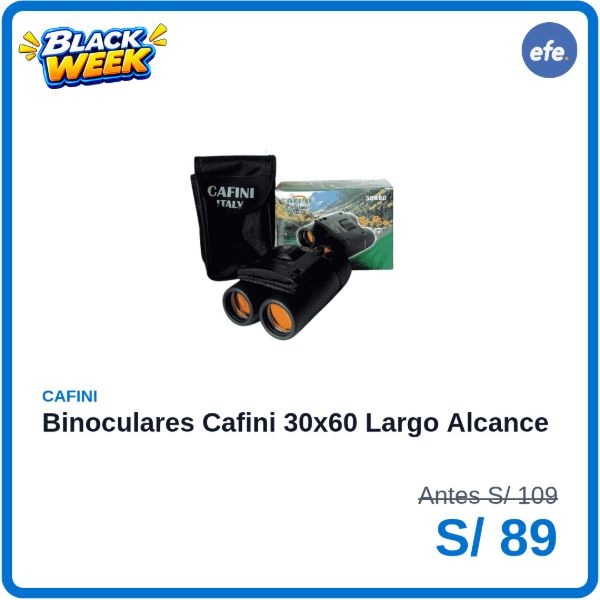 BLACK
WEEK
efe.
CAFINI
ITALY
30X60
CAFINI
Binoculares Cafini 30x60 Largo Alcance
Antes S/ 109
S/ 89